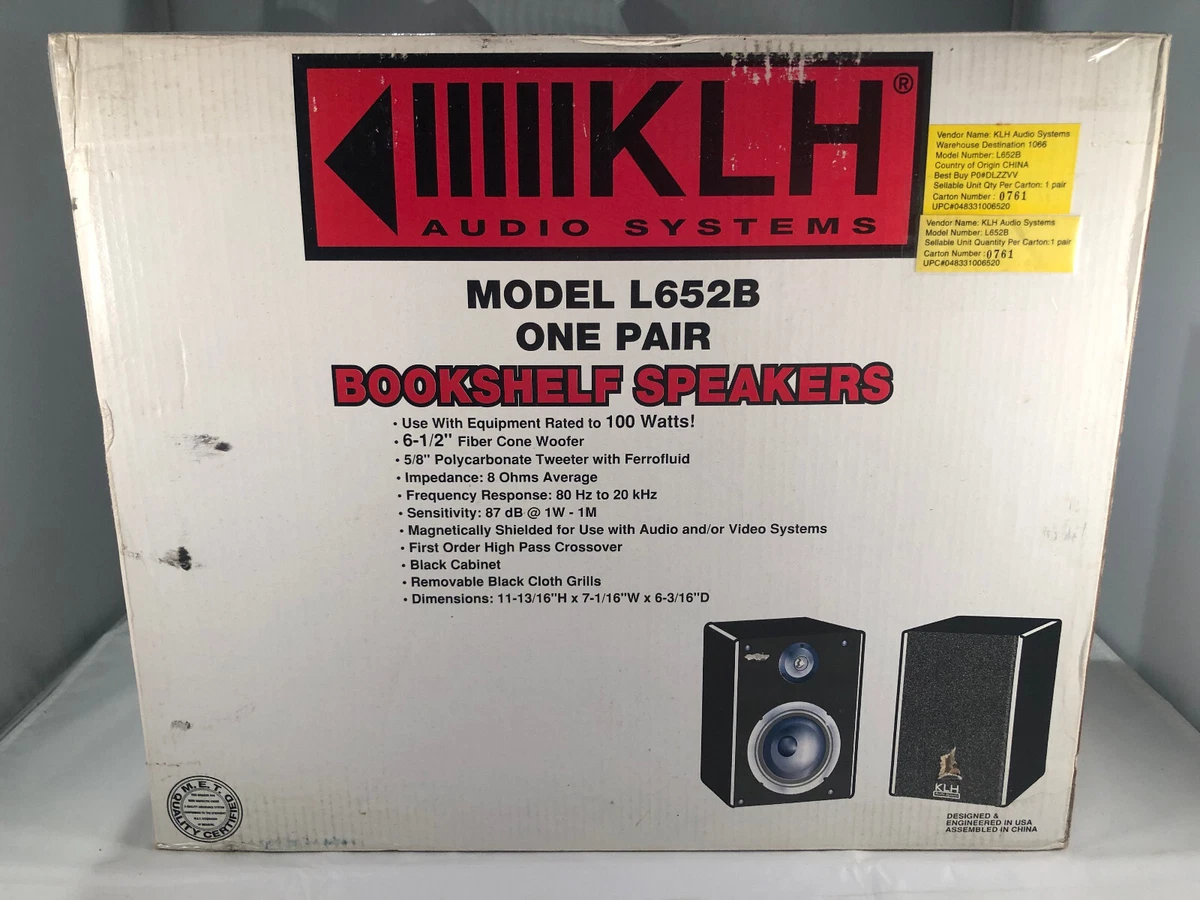 KLH®
AUDIO SYSTEMS
Vendor Name: KLH Audio Systems
Warehouse Destination 1066
Model Number: L652B
Country of Origin CHINA
Best Buy PO#DLZZVV
Sellable Unit Qty Per Carton: 1 pair
Carton Number: 0761
UPC#048331006520
Vendor Name: KLH Audio Systems
Model Number: L652B
Sellable Unit Quantity Per Carton:1 pair
Carton Number:0761
UPC#048331006520
MODEL L652B
ONE PAIR
BOOKSHELF SPEAKERS
• Use With Equipment Rated to 100 Watts!
• 6-1/2" Fiber Cone Woofer
• 5/8" Polycarbonate Tweeter with Ferrofluid
• Impedance: 8 Ohms Average
• Frequency Response: 80 Hz to 20 kHz
• Sensitivity: 87 dB @ 1W - 1M
• Magnetically Shielded for Use with Audio and/or Video Systems
• First Order High Pass Crossover
• Black Cabinet
• Removable Black Cloth Grills
• Dimensions: 11-13/16"H x 7-1/16"W x 6-3/16"D
KLH
M.E.T.
QUALITY CERTIFIED
DESIGNED &
ENGINEERED IN USA
ASSEMBLED IN CHINA